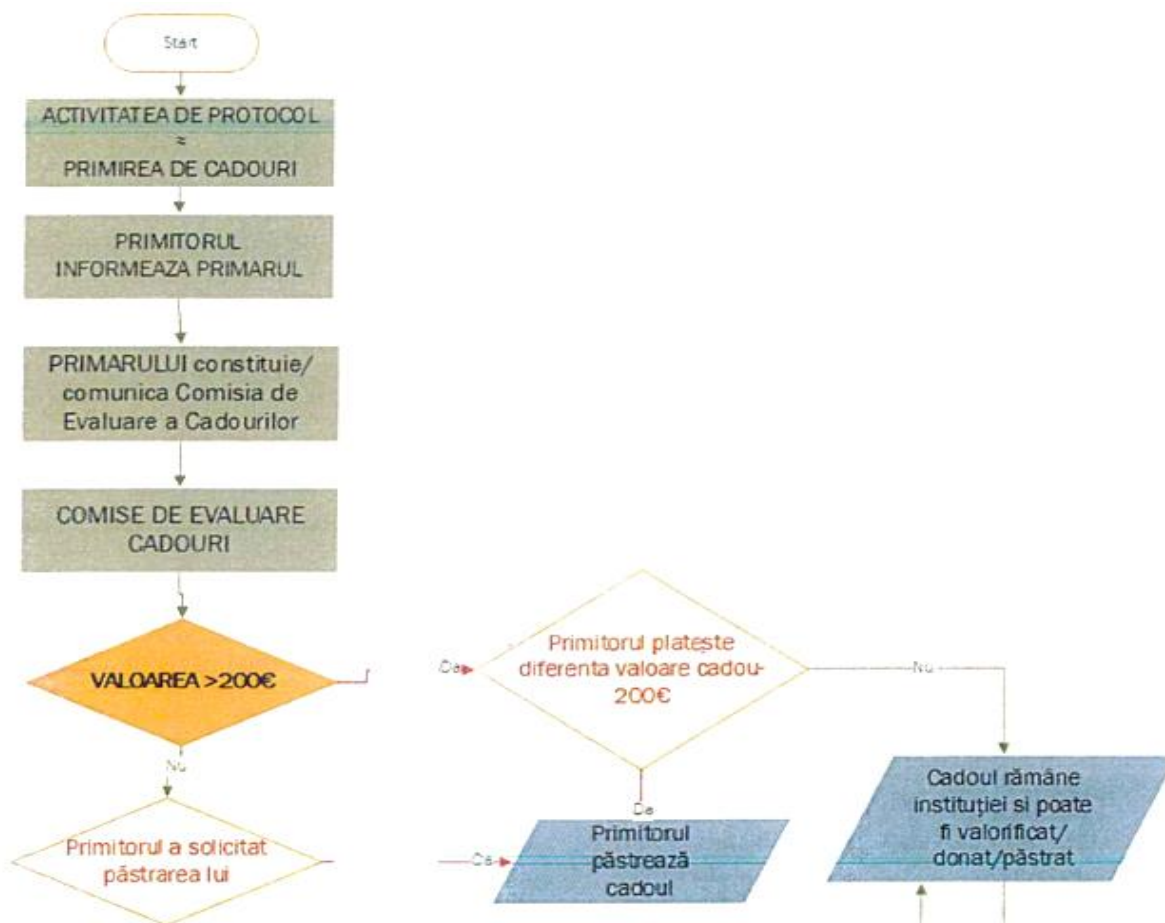 Start
ACTIVITATEA DE PROTOCOL
=
PRIMIREA DE CADOURI
PRIMITORUL
INFORMEAZA PRIMARUL
PRIMARULUI constituie/
comunica Comisia de
Evaluare a Cadourilor
COMISE DE EVALUARE
CADOURI
VALOAREA >200€
Da
Primitorul platește
diferenta valoare cadou-
200€
Nu
Nu
Cadoul rămâne
instituției si poate
fi valorificat/
donat/păstrat
Da
Primitorul a solicitat
păstrarea lui
Da
Primitorul
păstrează
cadoul